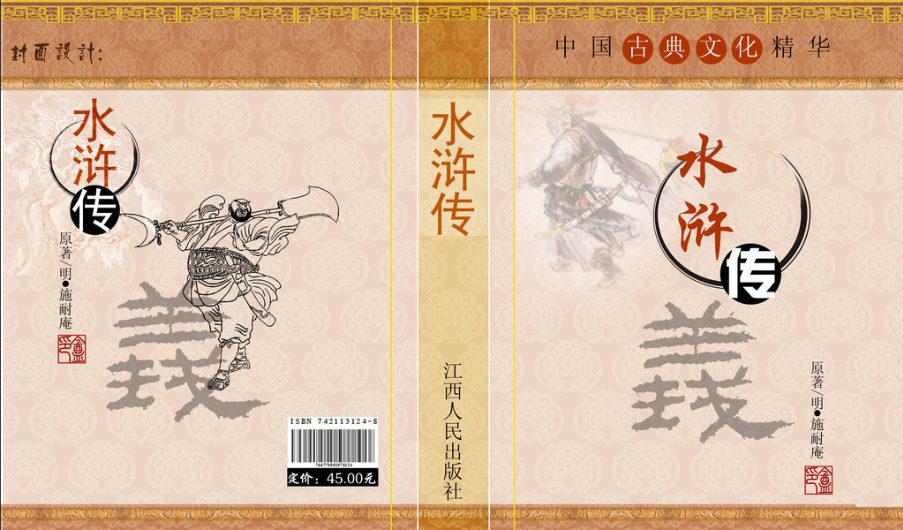 封面設計:
水
浒
传
原著/明●施耐庵
義
ISBN 742113124-8
定价：45.00元
水浒传
江西人民出版社
中国古典文化精华
水
浒
传
義
原著/明●施耐庵